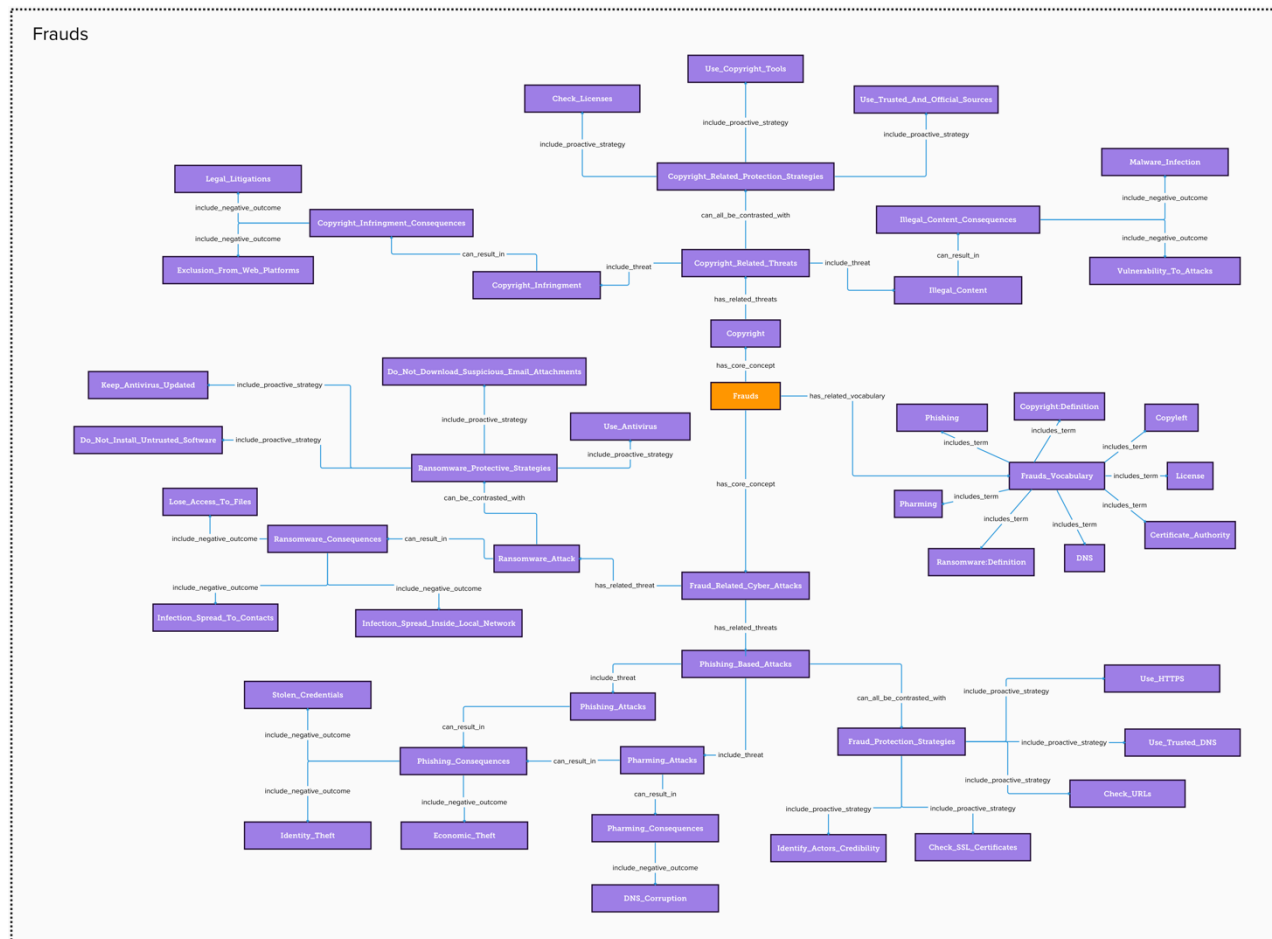 Frauds
Use_Copyright_Tools
Check_Licenses
Use_Trusted_And_Official_Sources
include_proactive_strategy
include_proactive_strategy
include_proactive_strategy
Malware_Infection
Legal_Litigations
Copyright_Related_Protection_Strategies
include_negative_outcome
include_negative_outcome
can_all_be_contrasted_with
Copyright_Infringment_Consequences
Illegal_Content_Consequences
include_negative_outcome
include_negative_outcome
can_result_in
can_result_in
Exclusion_From_Web_Platforms
Copyright_Related_Threats
include_threat
include_threat
Vulnerability_To_Attacks
Copyright_Infringment
Illegal_Content
has_related_threats
Copyright
has_core_concept
Do_Not_Download_Suspicious_Email_Attachments
Keep_Antivirus_Updated
include_proactive_strategy
Frauds
has_related_vocabulary
Copyright:Definition
Phishing
Copyleft
include_proactive_strategy
Use_Antivirus
includes_term
includes_term
includes_term
Do_Not_Install_Untrusted_Software
include_proactive_strategy
include_proactive_strategy
Ransomware_Protective_Strategies
Frauds_Vocabulary
includes_term
License
has_core_concept
can_be_contrasted_with
Lose_Access_To_Files
Pharming
includes_term
includes_term
includes_term
includes_term
include_negative_outcome
Ransomware_Consequences
can_result_in
Certificate_Authority
Ransomware_Attack
Ransomware:Definition
DNS
has_related_threat
Fraud_Related_Cyber_Attacks
include_negative_outcome
include_negative_outcome
Infection_Spread_To_Contacts
Infection_Spread_Inside_Local_Network
has_related_threats
Phishing_Based_Attacks
include_threat
Use_HTTPS
Stolen_Credentials
can_all_be_contrasted_with
include_proactive_strategy
Phishing_Attacks
can_result_in
include_negative_outcome
Fraud_Protection_Strategies
include_proactive_strategy
Use_Trusted_DNS
include_threat
Phishing_Consequences
can_result_in
Pharming_Attacks
include_proactive_strategy
include_negative_outcome
can_result_in
Check_URLs
include_negative_outcome
include_proactive_strategy
include_proactive_strategy
Identity_Theft
Economic_Theft
Pharming_Consequences
Identify_Actors_Credibility
Check_SSL_Certificates
include_negative_outcome
DNS_Corruption